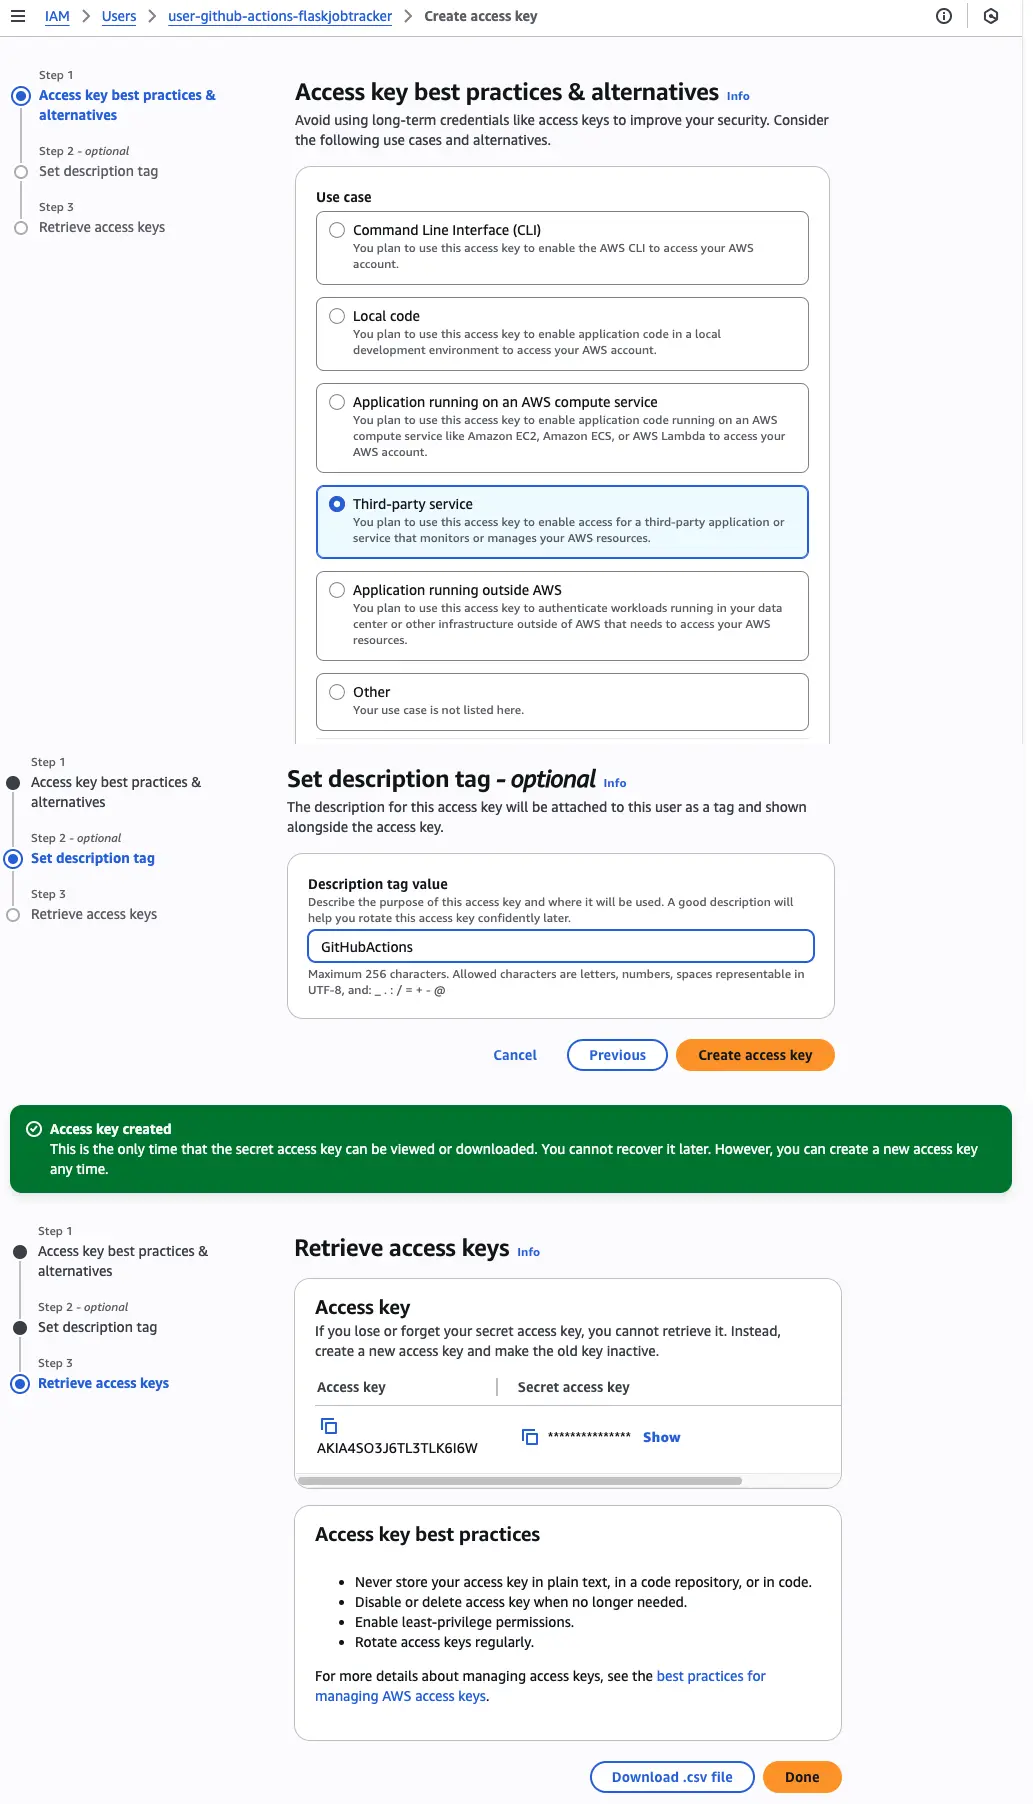 IAM > Users > user-github-actions-flaskjobtracker > Create access key
Step 1
Access key best practices &
alternatives
Step 2 - optional
Set description tag
Step 3
Retrieve access keys
Access key best practices & alternatives Info
Avoid using long-term credentials like access keys to improve your security. Consider
the following use cases and alternatives.
Use case
Command Line Interface (CLI)
You plan to use this access key to enable the AWS CLI to access your AWS
account.
Local code
You plan to use this access key to enable application code in a local
development environment to access your AWS account.
Application running on an AWS compute service
You plan to use this access key to enable application code running on an AWS
compute service like Amazon EC2, Amazon ECS, or AWS Lambda to access your
AWS account.
Third-party service
You plan to use this access key to enable access for a third-party application or
service that monitors or manages your AWS resources.
Application running outside AWS
You plan to use this access key to authenticate workloads running in your data
center or other infrastructure outside of AWS that needs to access your AWS
resources.
Other
Your use case is not listed here.
Step 1
Access key best practices &
alternatives
Step 2 - optional
Set description tag
Step 3
Retrieve access keys
Set description tag - optional Info
The description for this access key will be attached to this user as a tag and shown
alongside the access key.
Description tag value
Describe the purpose of this access key and where it will be used. A good description will
help you rotate this access key confidently later.
GitHubActions
Maximum 256 characters. Allowed characters are letters, numbers, spaces representable in
UTF-8, and: _ . : / = + - @
Cancel
Previous
Create access key
Access key created
This is the only time that the secret access key can be viewed or downloaded. You cannot recover it later. However, you can create a new access key
any time.
Step 1
Access key best practices &
alternatives
Step 2 - optional
Set description tag
Step 3
Retrieve access keys
Retrieve access keys Info
Access key
If you lose or forget your secret access key, you cannot retrieve it. Instead,
create a new access key and make the old key inactive.
Access key
Secret access key
AKIA4SO3J6TL3TLK6I6W
*************** Show
Access key best practices
• Never store your access key in plain text, in a code repository, or in code.
• Disable or delete access key when no longer needed.
• Enable least-privilege permissions.
• Rotate access keys regularly.
For more details about managing access keys, see the best practices for
managing AWS access keys.
Download .csv file
Done